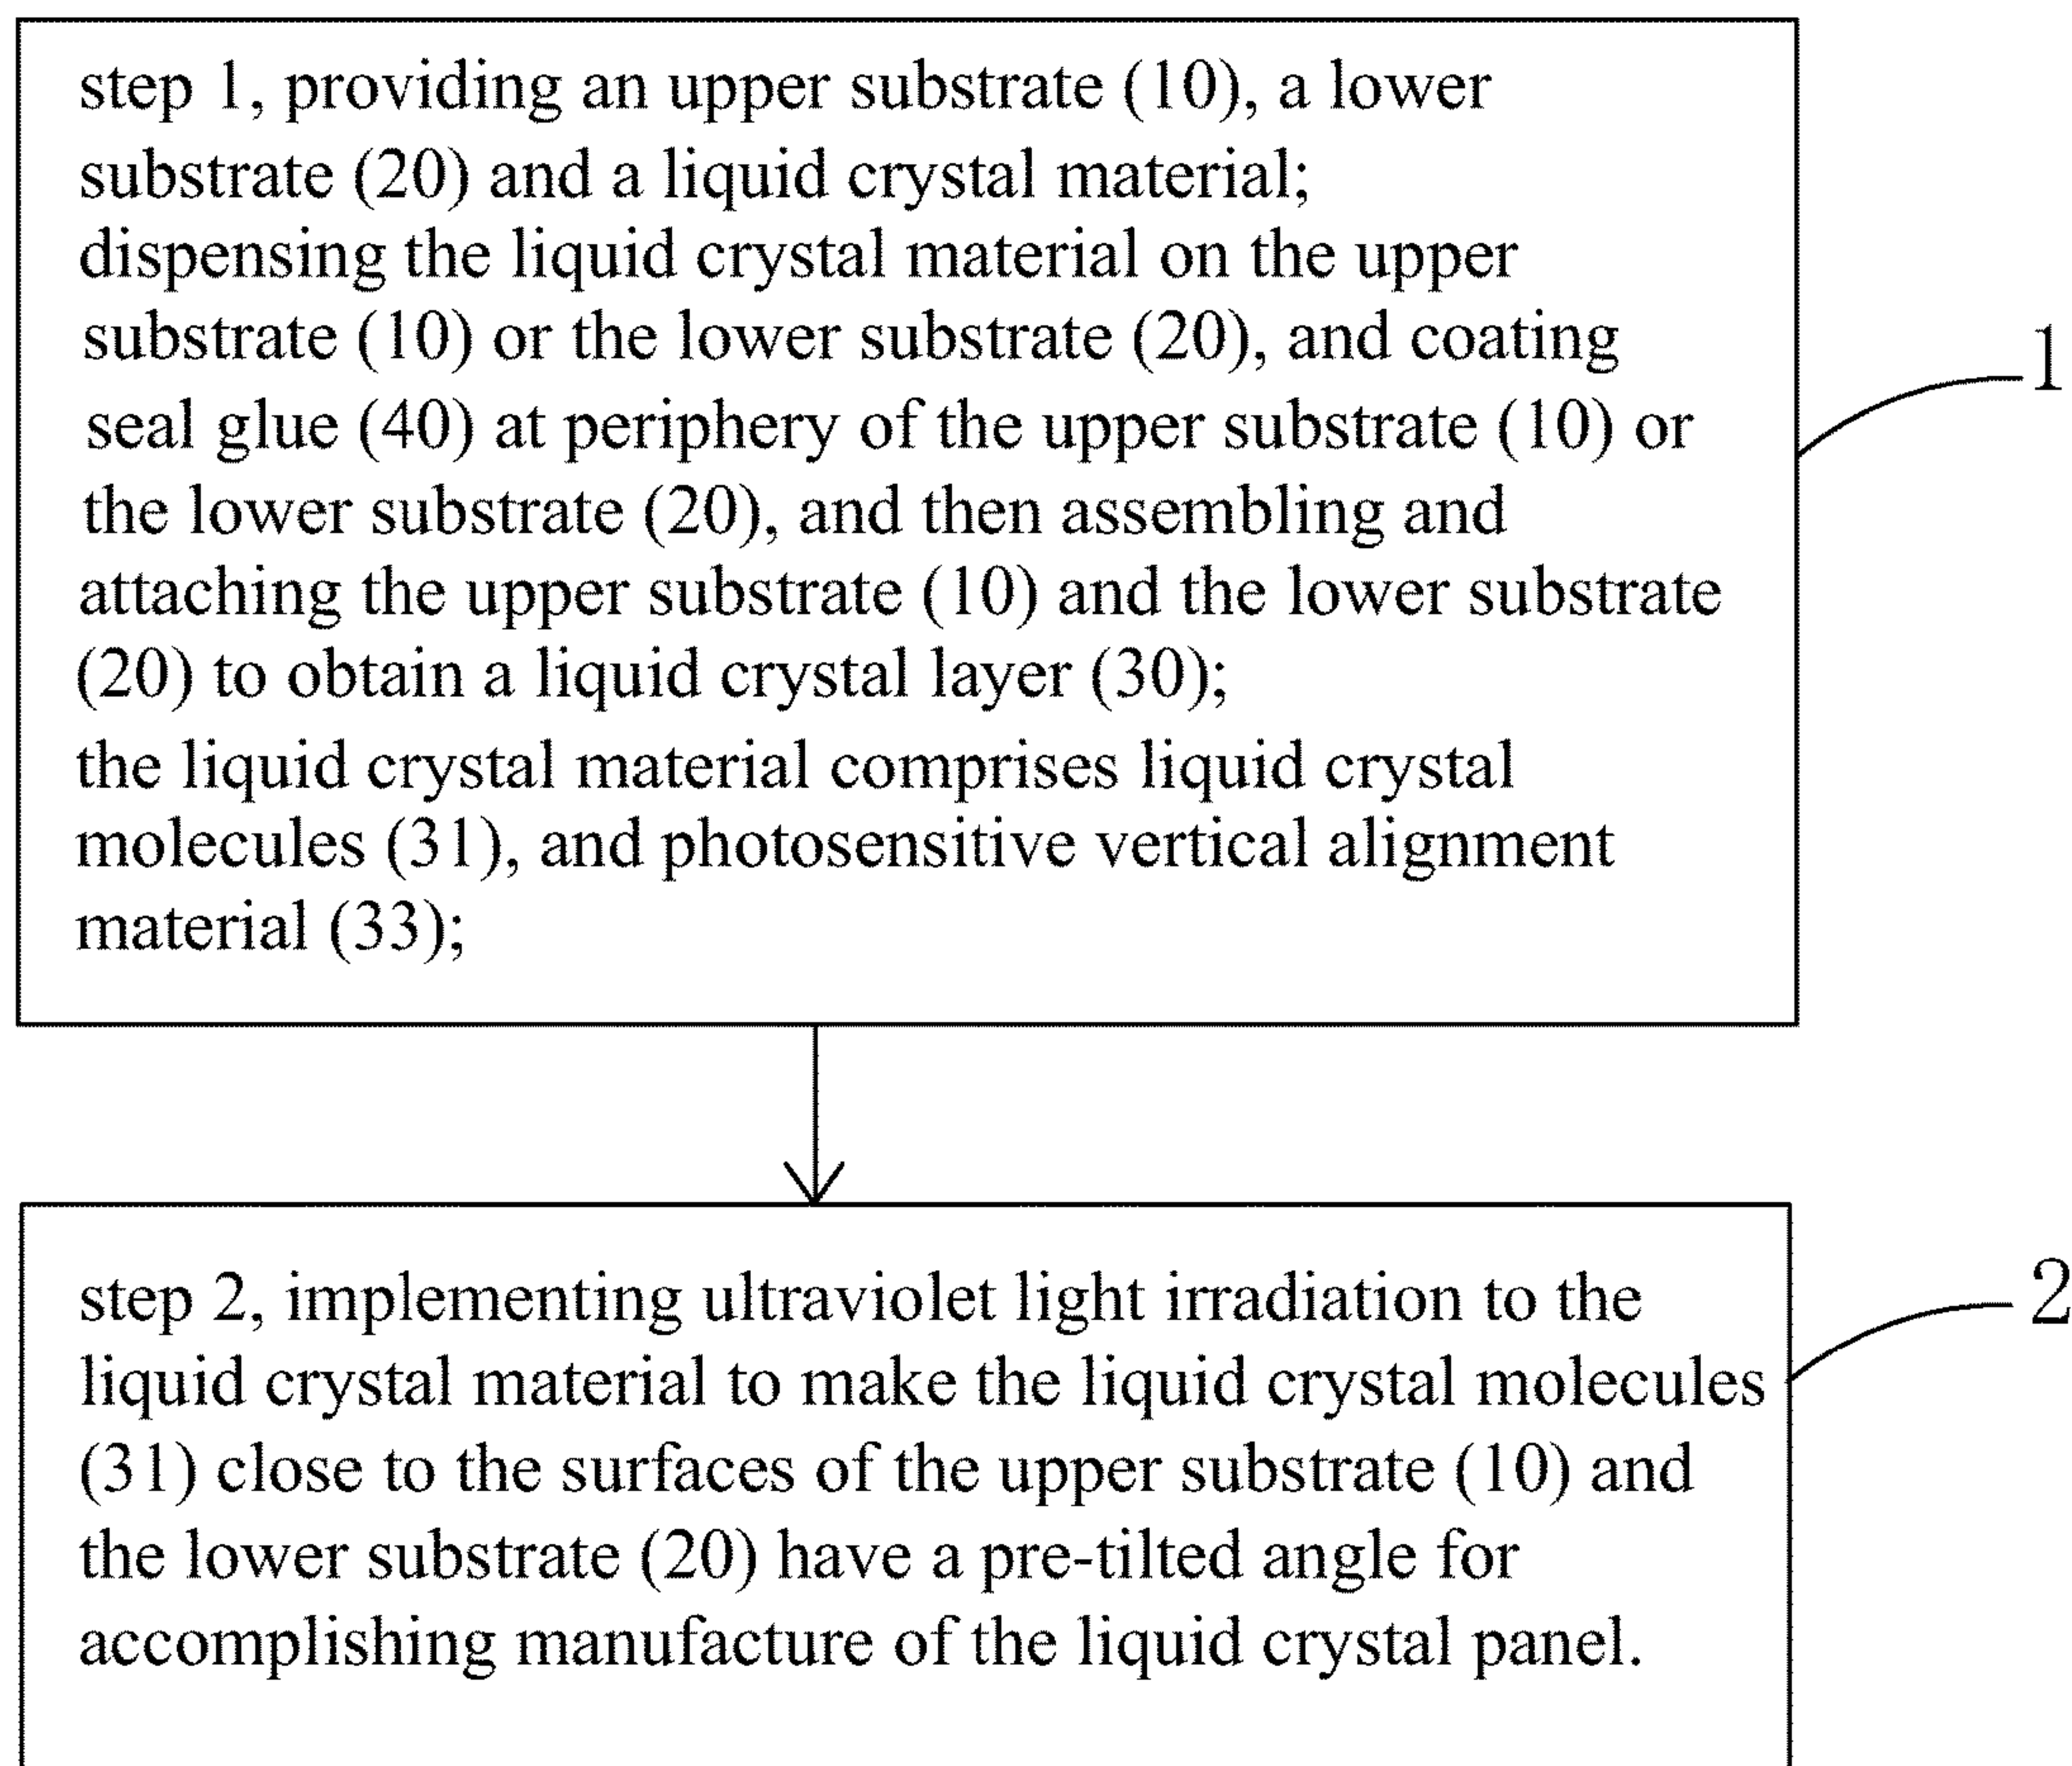 step 1, providing an upper substrate (10), a lower
substrate (20) and a liquid crystal material;
dispensing the liquid crystal material on the upper
substrate (10) or the lower substrate (20), and coating
seal glue (40) at periphery of the upper substrate (10) or
the lower substrate (20), and then assembling and
attaching the upper substrate (10) and the lower substrate
(20) to obtain a liquid crystal layer (30);
the liquid crystal material comprises liquid crystal
molecules (31), and photosensitive vertical alignment
material (33);
1
step 2, implementing ultraviolet light irradiation to the
liquid crystal material to make the liquid crystal molecules
(31) close to the surfaces of the upper substrate (10) and
the lower substrate (20) have a pre-tilted angle for
accomplishing manufacture of the liquid crystal panel.
2